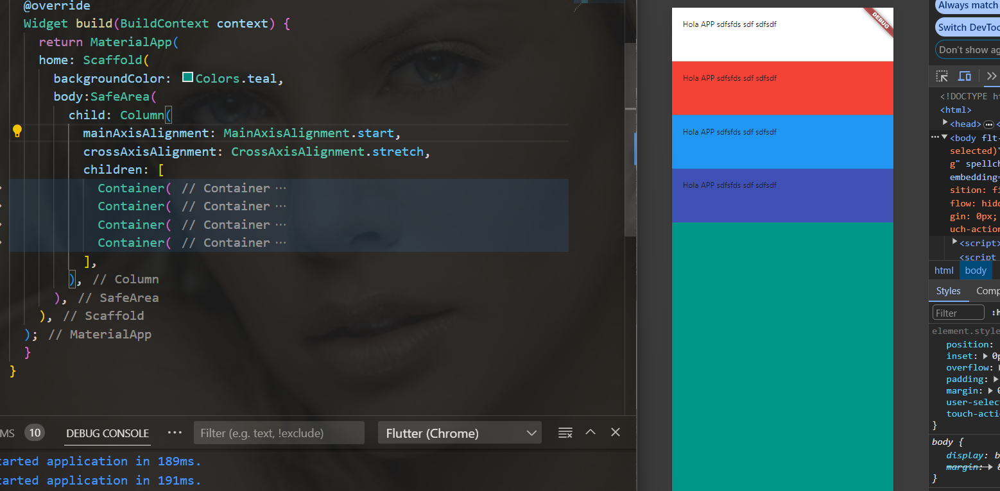 @override
Widget build(BuildContext context) {
return MaterialApp(
home: Scaffold(
backgroundColor: Colors.teal,
body:SafeArea(
child: Column(
mainAxisAlignment: MainAxisAlignment.start,
crossAxisAlignment: CrossAxisAlignment.stretch,
children: [
Container( // Container ···
Container( // Container ···
Container( // Container ···
Container( // Container ···
],
), // Column
), // SafeArea
), // Scaffold
); // MaterialApp
}
}
MS 10 DEBUG CONSOLE ··· Filter (e.g. text, !exclude) Flutter (Chrome)
tarted application in 189ms.
tarted application in 191ms.
DEBUG
Hola APP sdfsfds sdf sdfsdf
Hola APP sdfsfds sdf sdfsdf
Hola APP sdfsfds sdf sdfsdf
Hola APP sdfsfds sdf sdfsdf
Always match
Switch DevToo
Don't show ag
<!DOCTYPE ht
<html>
<head> ··· <
··· <body flt-
selected)"
g" spellch
embedding=
sition: fi
flow: hidd
gin: 0px;
uch-action
<script>
<script
html body
Styles Comp
Filter :h
element.style
position:
inset: 0p
overflow:
padding:
margin: 0
user-selec
touch-acti
}
body {
display: b
margin: 8
}